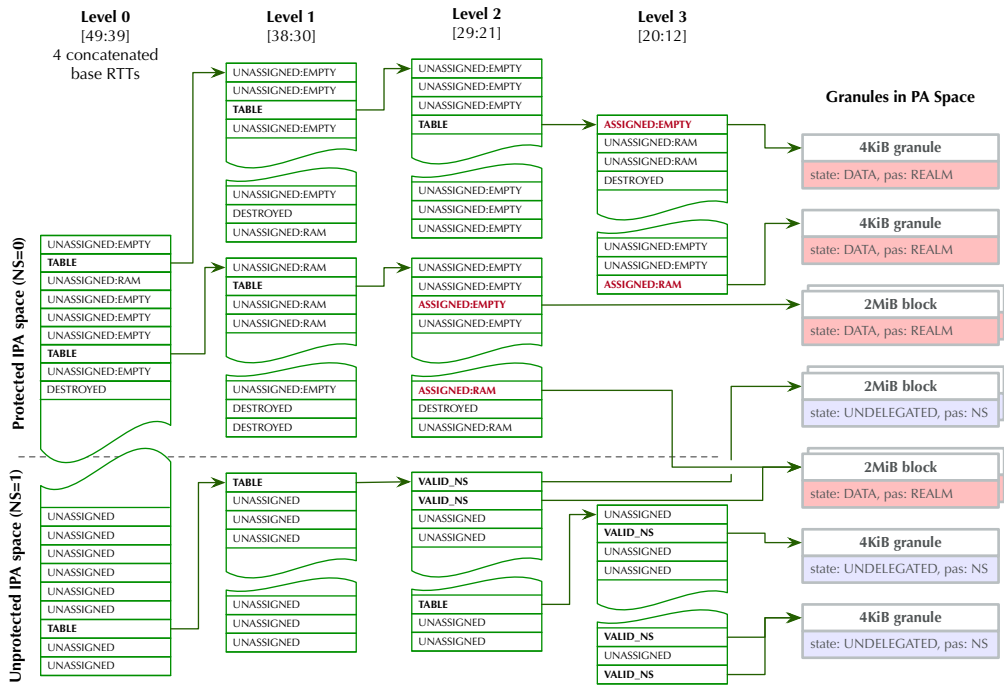 Level 0
[49:39]
4 concatenated
base RTTs
Level 1
[38:30]
Level 2
[29:21]
Level 3
[20:12]
Granules in PA Space
Protected IPA space (NS=0)
Unprotected IPA space (NS=1)
UNASSIGNED:EMPTY
TABLE
UNASSIGNED:RAM
UNASSIGNED:EMPTY
UNASSIGNED:EMPTY
UNASSIGNED:EMPTY
TABLE
UNASSIGNED:EMPTY
DESTROYED
UNASSIGNED
UNASSIGNED
UNASSIGNED
UNASSIGNED
UNASSIGNED
UNASSIGNED
TABLE
UNASSIGNED
UNASSIGNED
UNASSIGNED:EMPTY
UNASSIGNED:EMPTY
TABLE
UNASSIGNED:EMPTY
UNASSIGNED:EMPTY
DESTROYED
UNASSIGNED:RAM
UNASSIGNED:RAM
TABLE
UNASSIGNED:RAM
UNASSIGNED:RAM
UNASSIGNED:EMPTY
DESTROYED
DESTROYED
TABLE
UNASSIGNED
UNASSIGNED
UNASSIGNED
UNASSIGNED
UNASSIGNED
UNASSIGNED
UNASSIGNED:EMPTY
UNASSIGNED:EMPTY
UNASSIGNED:EMPTY
TABLE
UNASSIGNED:EMPTY
UNASSIGNED:EMPTY
UNASSIGNED:EMPTY
UNASSIGNED:EMPTY
UNASSIGNED:EMPTY
ASSIGNED:EMPTY
UNASSIGNED:EMPTY
ASSIGNED:RAM
DESTROYED
UNASSIGNED:RAM
VALID_NS
VALID_NS
UNASSIGNED
UNASSIGNED
TABLE
UNASSIGNED
UNASSIGNED
ASSIGNED:EMPTY
UNASSIGNED:RAM
UNASSIGNED:RAM
DESTROYED
UNASSIGNED:EMPTY
UNASSIGNED:EMPTY
ASSIGNED:RAM
UNASSIGNED
VALID_NS
UNASSIGNED
UNASSIGNED
VALID_NS
UNASSIGNED
VALID_NS
4KiB granule
state: DATA, pas: REALM
4KiB granule
state: DATA, pas: REALM
2MiB block
state: DATA, pas: REALM
2MiB block
state: UNDELEGATED, pas: NS
2MiB block
state: DATA, pas: REALM
4KiB granule
state: UNDELEGATED, pas: NS
4KiB granule
state: UNDELEGATED, pas: NS